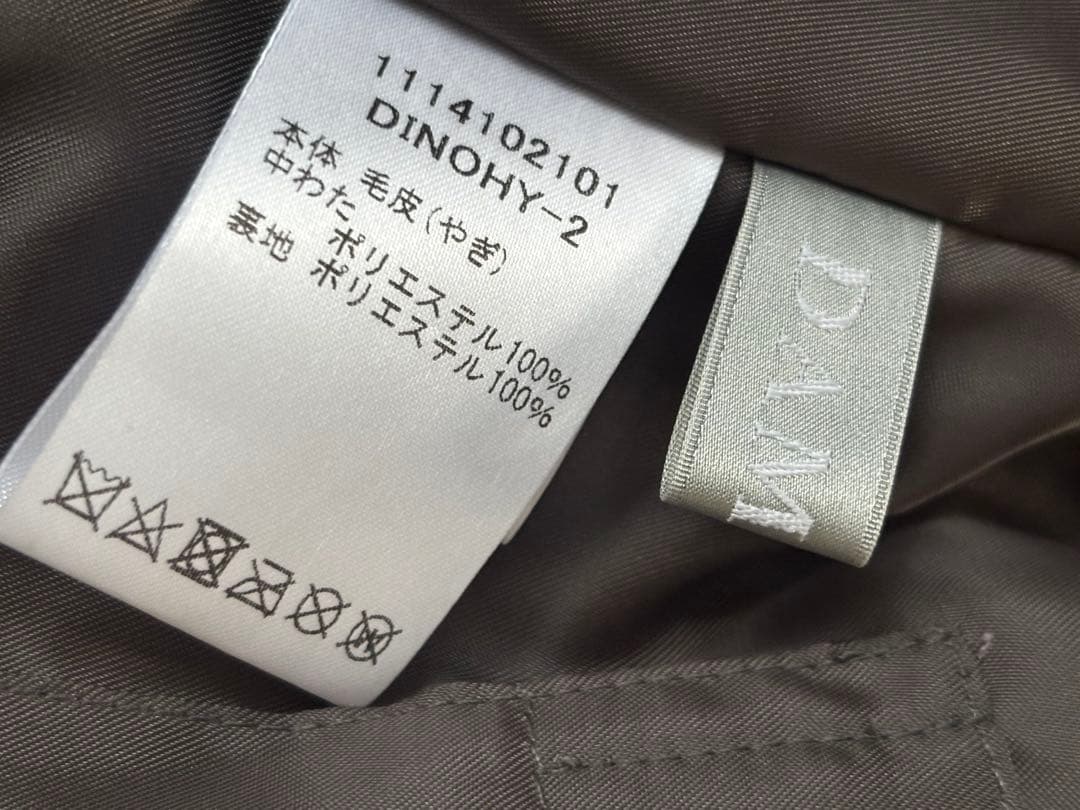 1114102101
DINOHY-2
本体 毛皮(やぎ)
中わた ポリエステル100%
裏地 ポリエステル100%
DAM